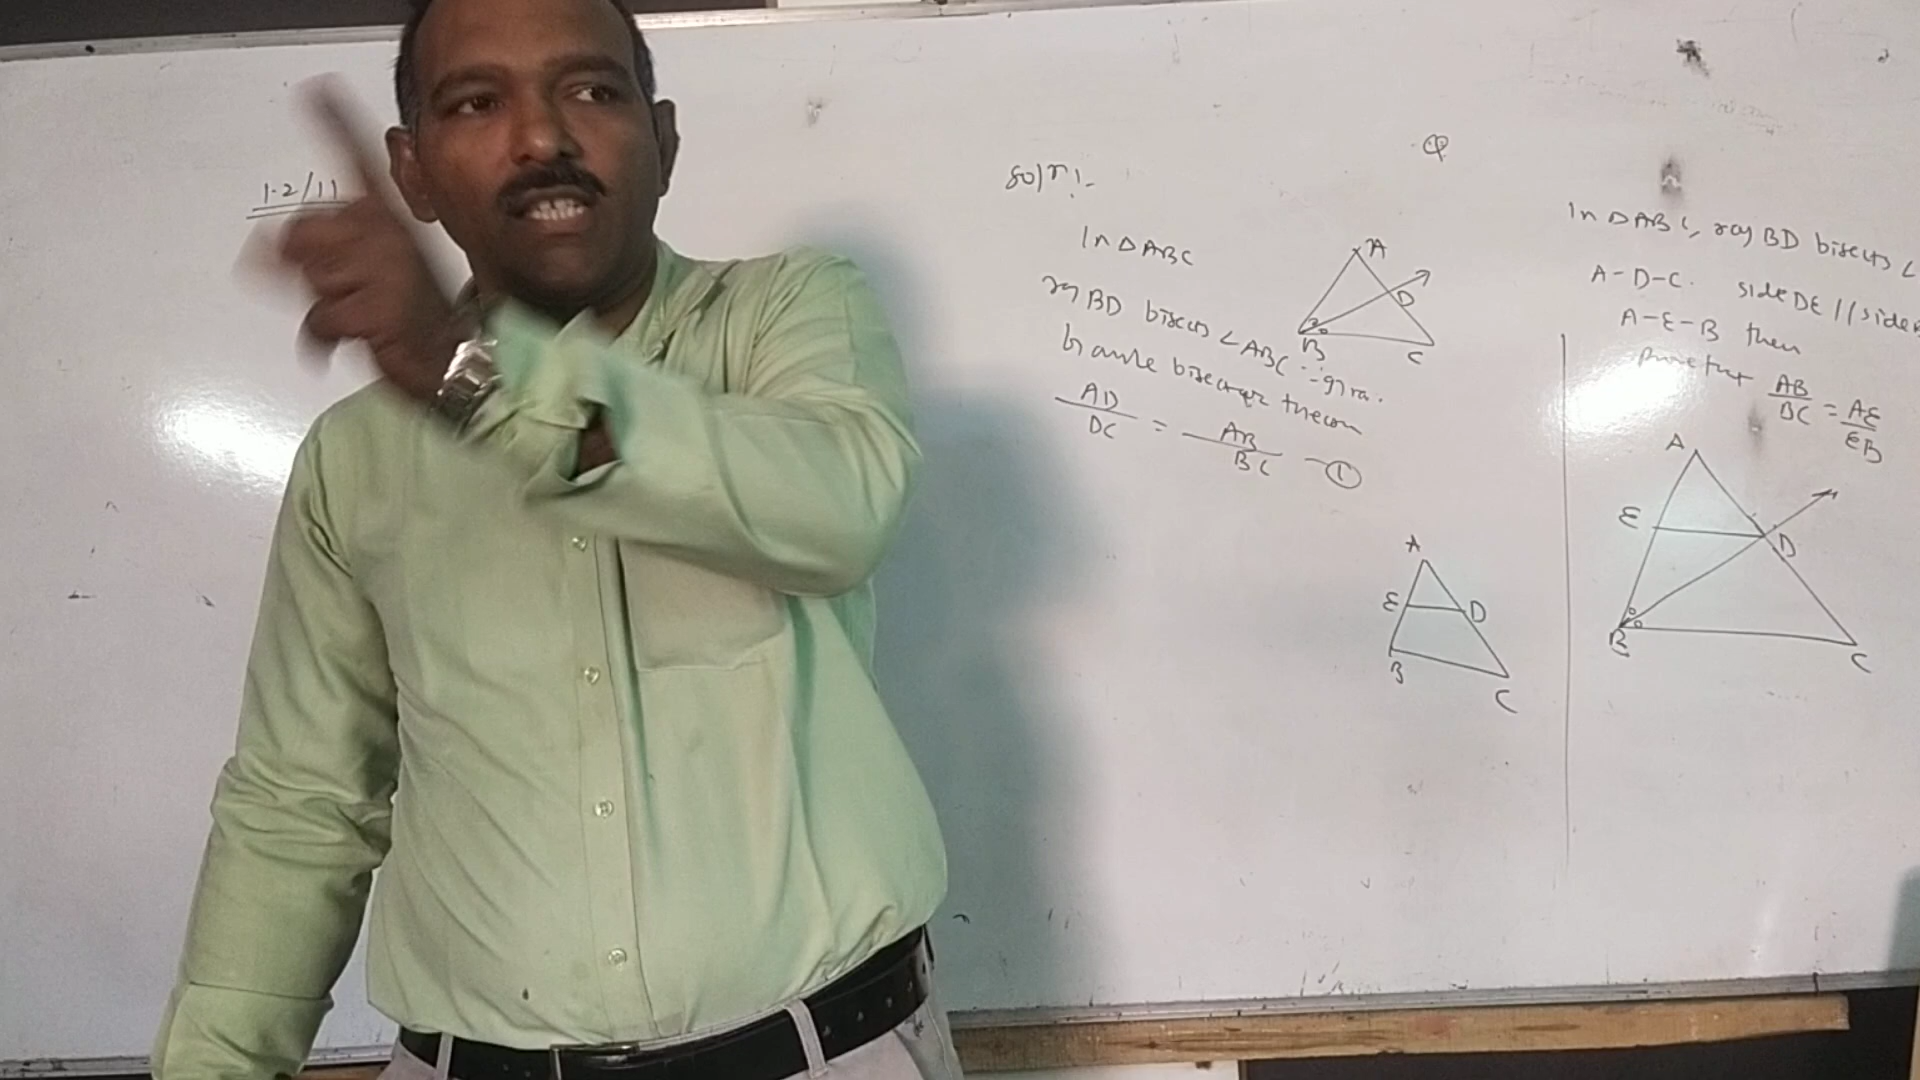 1.2/11
Soln:-
In △ABC
ray BD bisects ∠ABC
by angle bisector theorem
AD/DC = AB/BC —①
A
D
B
C
A
E
D
B
C
Q
In △ABC, ray BD bisects ∠
A-D-C. side DE || side
A-E-B then
Prove that AB/BC = AE/EB
A
E
D
B
C